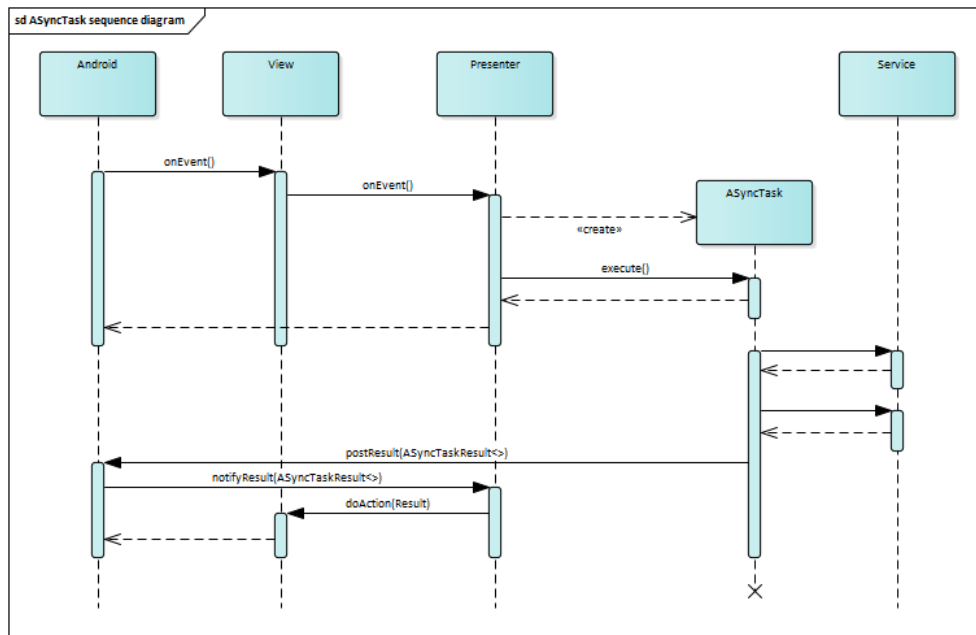 sd ASyncTask sequence diagram
Android
View
Presenter
Service
onEvent()
onEvent()
ASyncTask
«create»
execute()
postResult(ASyncTaskResult<>)
notifyResult(ASyncTaskResult<>)
doAction(Result)